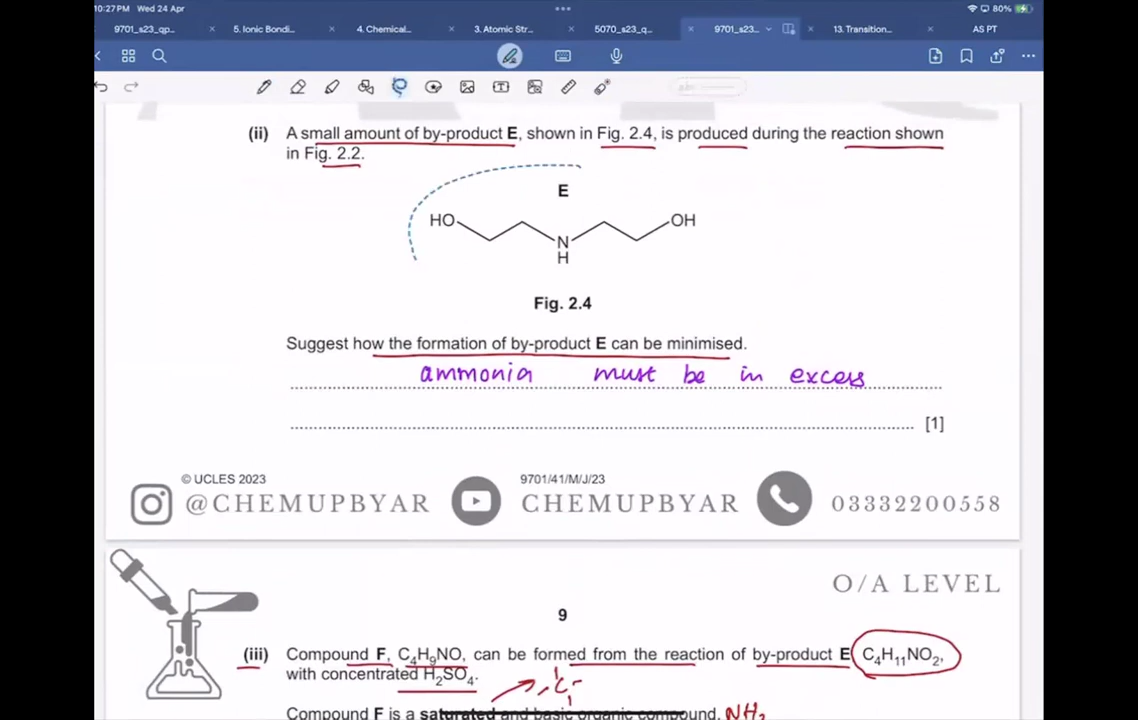 10:27 PM Wed 24 Apr
80%
9701_s23_qp...
5. Ionic Bondi...
4. Chemical...
3. Atomic Str...
5070_s23_q...
9701_s23...
13. Transition...
AS PT
(ii) A small amount of by-product E, shown in Fig. 2.4, is produced during the reaction shown
in Fig. 2.2.
E
HO
OH
N
H
Fig. 2.4
Suggest how the formation of by-product E can be minimised.
ammonia must be in excess
[1]
© UCLES 2023
9701/41/M/J/23
@CHEMUPBYAR
CHEMUPBYAR
03332200558
O/A LEVEL
9
(iii) Compound F, C₄H₉NO, can be formed from the reaction of by-product E C₄H₁₁NO₂,
with concentrated H₂SO₄.
Compound F is a saturated and basic organic compound. NH₂